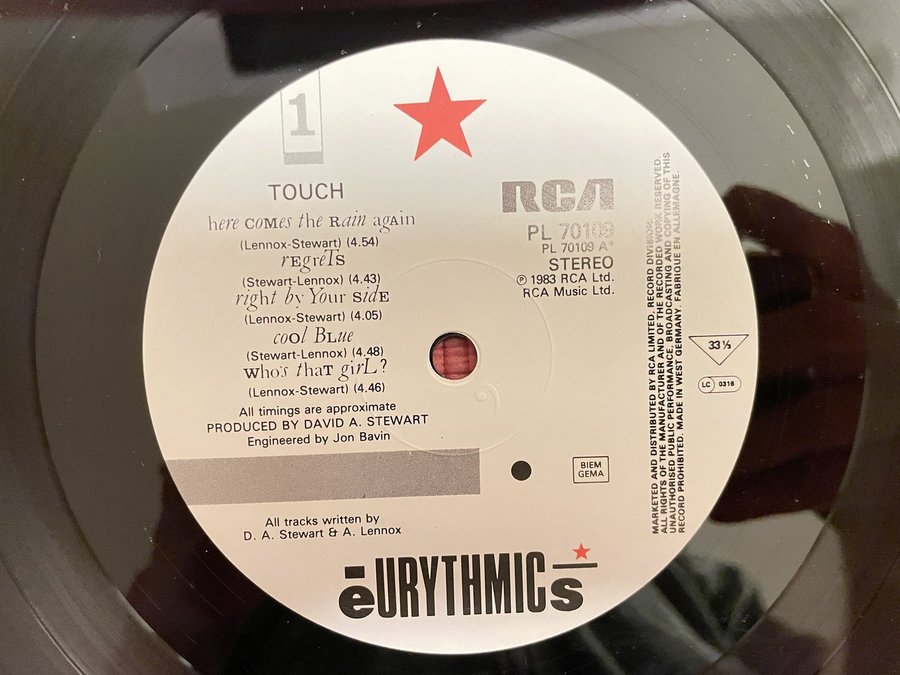 1
TOUCH
here COMEs the Rain again
(Lennox-Stewart) (4.54)
rEgreTs
(Stewart-Lennox) (4.43)
right by Your SidE
(Lennox-Stewart) (4.05)
coOl BLue
(Stewart-Lennox) (4.48)
Who's thaT girL?
(Lennox-Stewart) (4.46)
All timings are approximate
PRODUCED BY DAVID A. STEWART
Engineered by Jon Bavin
All tracks written by
D. A. Stewart & A. Lennox
RCA
PL 70109
PL 70109 A
STEREO
℗ 1983 RCA Ltd.
RCA Music Ltd.
BIEM
GEMA
33 ⅓
LC 0316
MARKETED AND DISTRIBUTED BY RCA LIMITED, RECORD DIVISION.
ALL RIGHTS OF THE MANUFACTURER AND OF THE RECORDED WORK RESERVED.
UNAUTHORISED PUBLIC PERFORMANCE, BROADCASTING AND COPYING OF THIS
RECORD PROHIBITED. MADE IN WEST GERMANY. FABRIQUE EN ALLEMAGNE.
eURYTHMICs